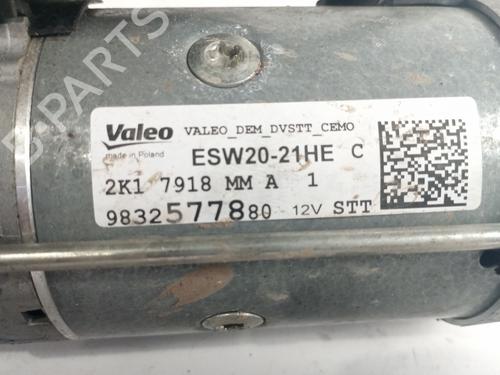 Valeo VALEO_DEM_DVSTT_CEMO
made in Poland ESW20-21HE C
2K1 7918 MM A 1
9832577880 12V STT
B-PARTS